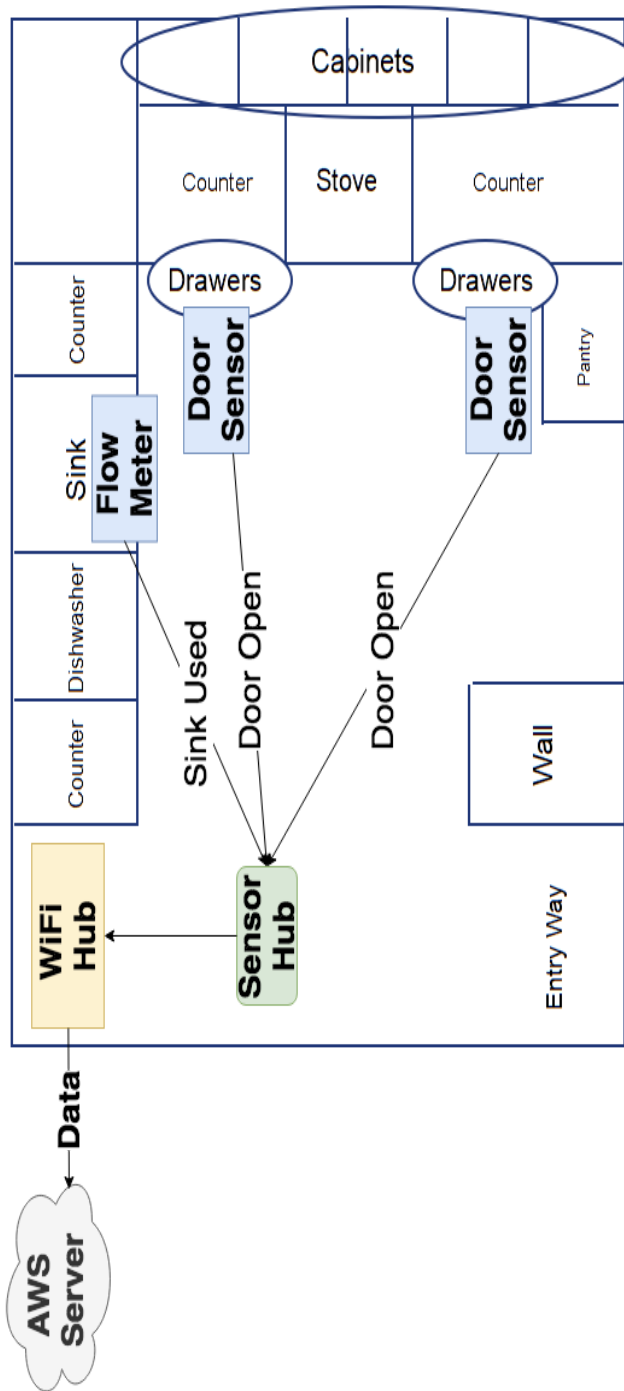 Cabinets
Counter
Stove
Counter
Drawers
Drawers
Counter
Door
Sensor
Door
Sensor
Pantry
Sink
Flow
Meter
Dishwasher
Sink Used
Door Open
Door Open
Counter
Wall
WiFi
Hub
Sensor
Hub
Entry Way
Data
AWS
Server